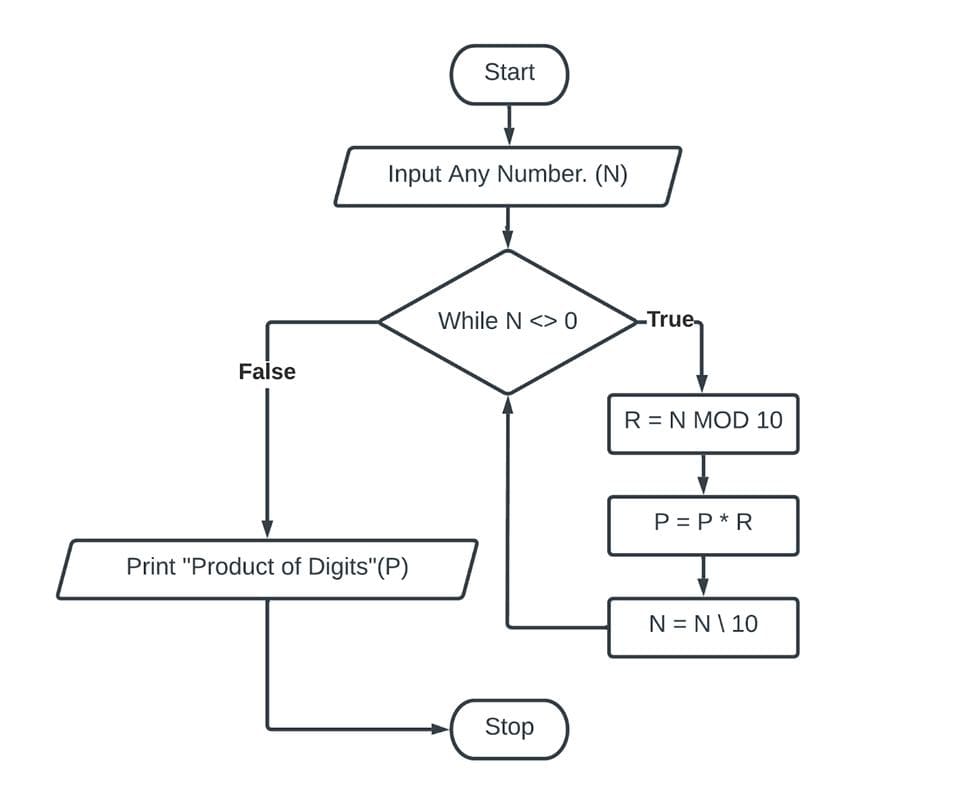 Start
Input Any Number. (N)
While N <> 0
True
False
R = N MOD 10
P = P * R
Print "Product of Digits"(P)
N = N \ 10
Stop